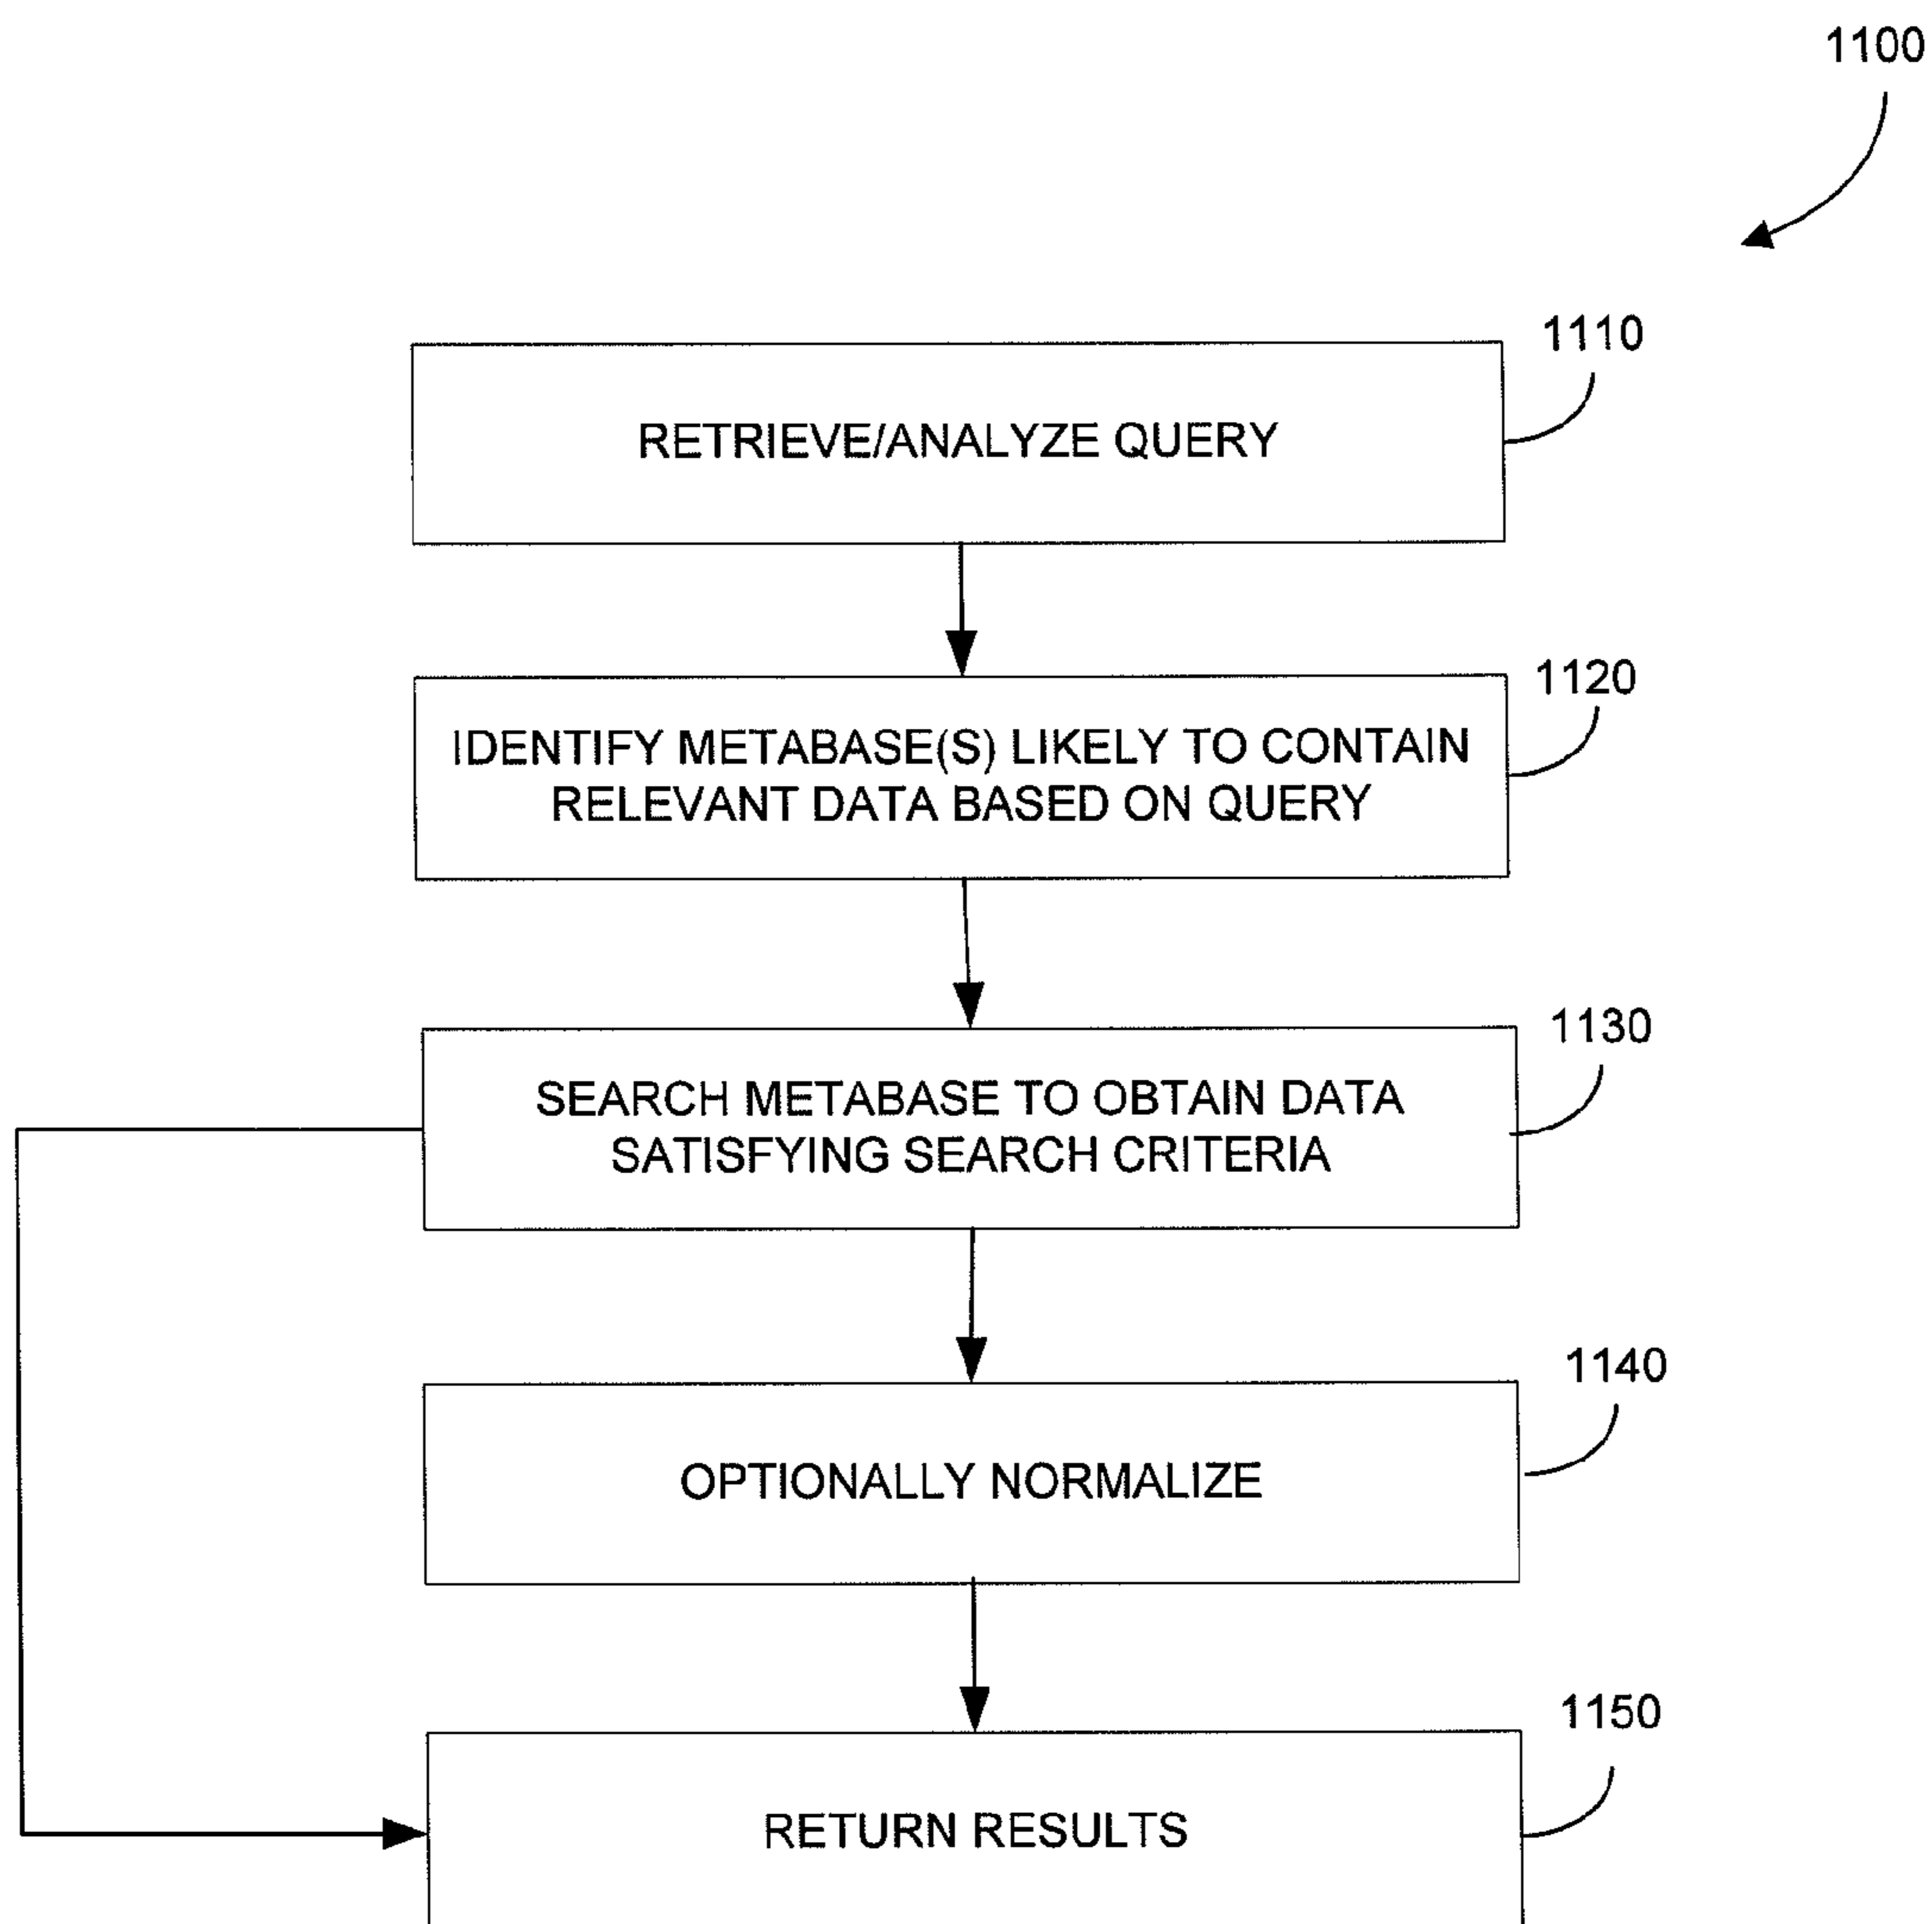 1100
1110
RETRIEVE/ANALYZE QUERY
1120
IDENTIFY METABASE(S) LIKELY TO CONTAIN
RELEVANT DATA BASED ON QUERY
1130
SEARCH METABASE TO OBTAIN DATA
SATISFYING SEARCH CRITERIA
1140
OPTIONALLY NORMALIZE
1150
RETURN RESULTS